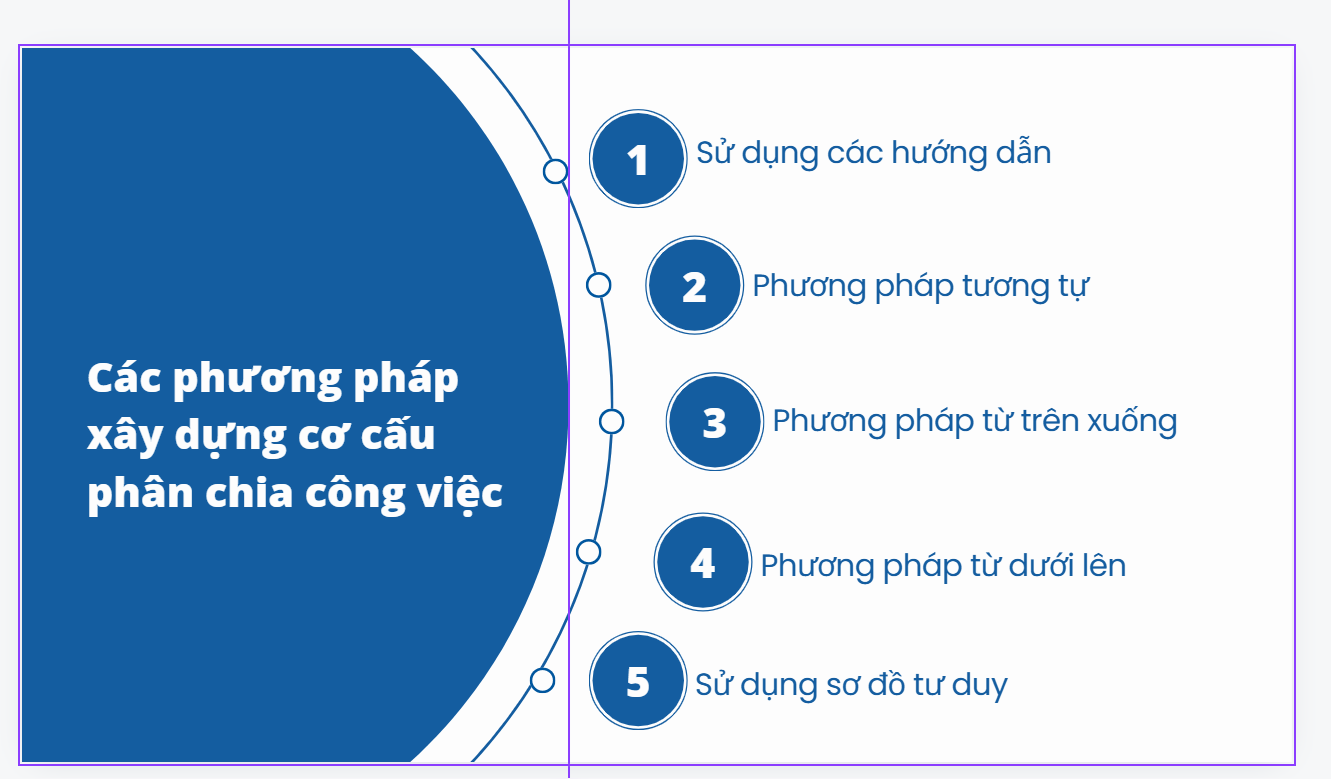 Các phương pháp
xây dựng cơ cấu
phân chia công việc
1 Sử dụng các hướng dẫn
2 Phương pháp tương tự
3 Phương pháp từ trên xuống
4 Phương pháp từ dưới lên
5 Sử dụng sơ đồ tư duy